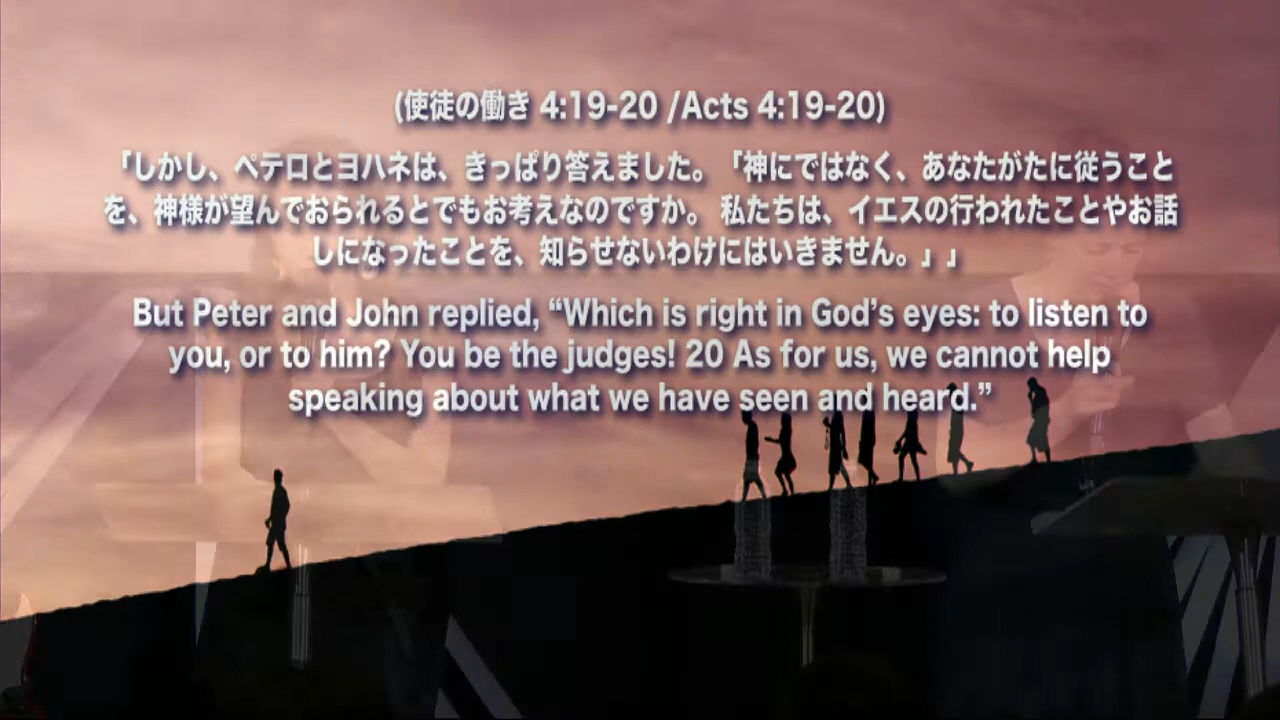 (使徒の働き 4:19-20 /Acts 4:19-20)
「しかし、ペテロとヨハネは、きっぱり答えました。「神にではなく、あなたがたに従うこと
を、神様が望んでおられるとでもお考えなのですか。 私たちは、イエスの行われたことやお話
しになったことを、知らせないわけにはいきません。」」
But Peter and John replied, “Which is right in God’s eyes: to listen to
you, or to him? You be the judges! 20 As for us, we cannot help
speaking about what we have seen and heard.”